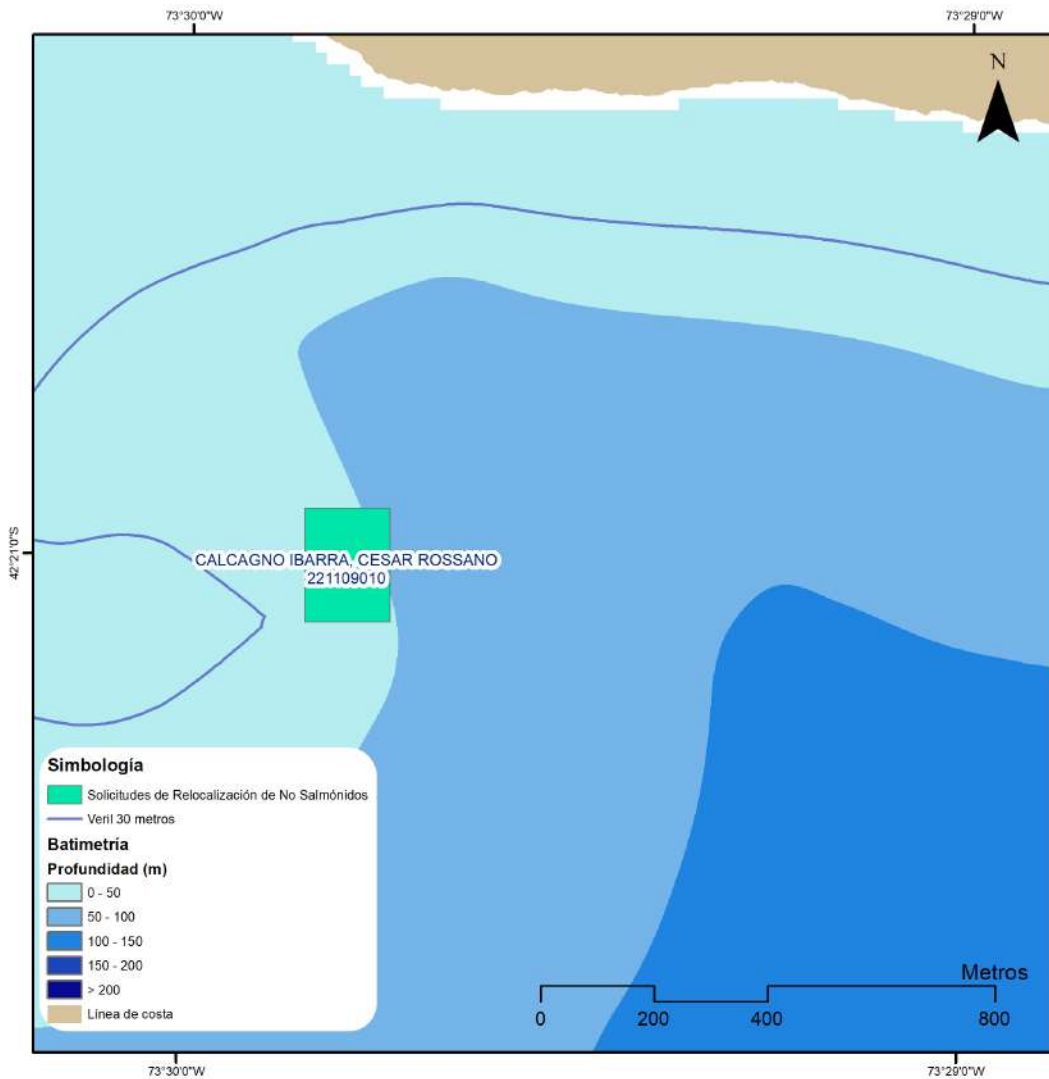 73°30'0"W
73°29'0"W
N
42°21'0"S
CALCAGNO IBARRA, CESAR ROSSANO
221109010
Simbología
Solicitudes de Relocalización de No Salmónidos
Veril 30 metros
Batimetría
Profundidad (m)
0 - 50
50 - 100
100 - 150
150 - 200
> 200
Línea de costa
Metros
0 200 400 800
73°30'0"W
73°29'0"W